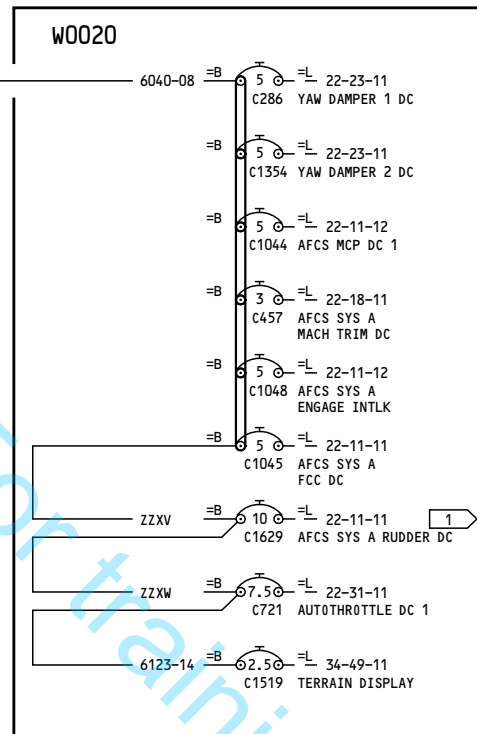 W0020
6040-08 =B 5 =L 22-23-11
C286 YAW DAMPER 1 DC
=B 5 =L 22-23-11
C1354 YAW DAMPER 2 DC
=B 5 =L 22-11-12
C1044 AFCS MCP DC 1
=B 3 =L 22-18-11
C457 AFCS SYS A
MACH TRIM DC
=B 5 =L 22-11-12
C1048 AFCS SYS A
ENGAGE INTLK
=B 5 =L 22-11-11
C1045 AFCS SYS A
FCC DC
ZZXV =B 10 =L 22-11-11 1
C1629 AFCS SYS A RUDDER DC
ZZXW =B 7.5 =L 22-31-11
C721 AUTOTHROTTLE DC 1
6123-14 =B 2.5 =L 34-49-11
C1519 TERRAIN DISPLAY
or traini